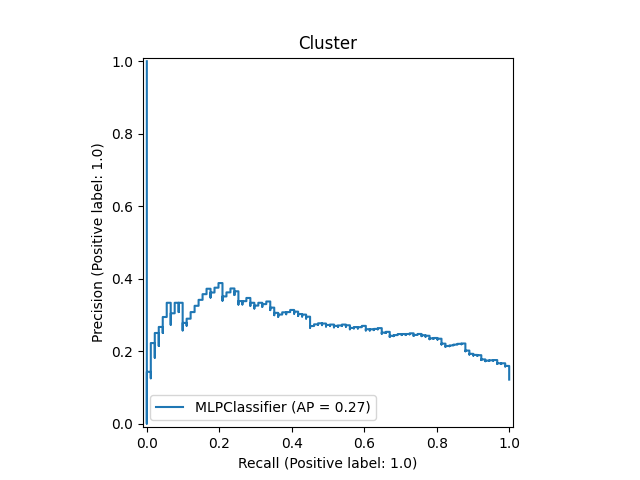 Cluster
1.0
0.8
0.6
0.4
0.2
0.0
Precision (Positive label: 1.0)
MLPClassifier (AP = 0.27)
0.0 0.2 0.4 0.6 0.8 1.0
Recall (Positive label: 1.0)